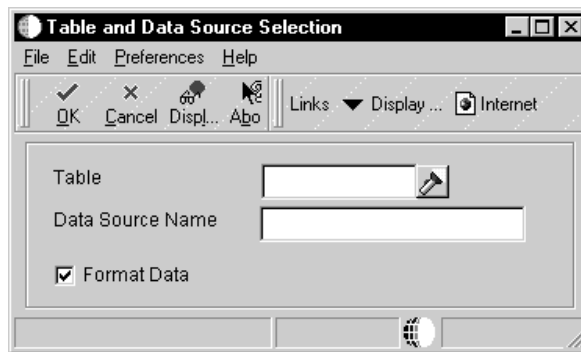 Table and Data Source Selection
File Edit Preferences Help
OK Cancel Displ... Abo Links Display ... Internet
Table
Data Source Name
Format Data